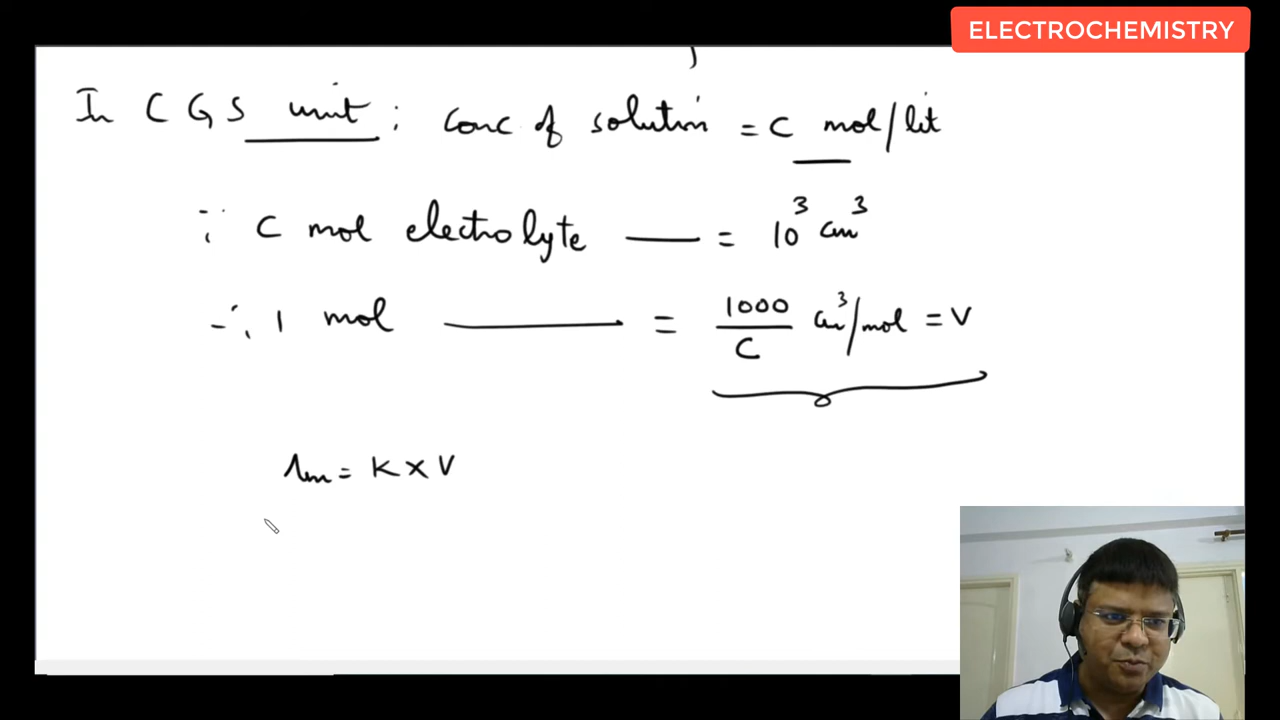 ELECTROCHEMISTRY
In CGS unit : conc of solution = C mol/lit
∵ C mol electrolyte —— = 10³ cm³
∴ 1 mol ———— = 1000/C cm³/mol = V
Λm = K × V